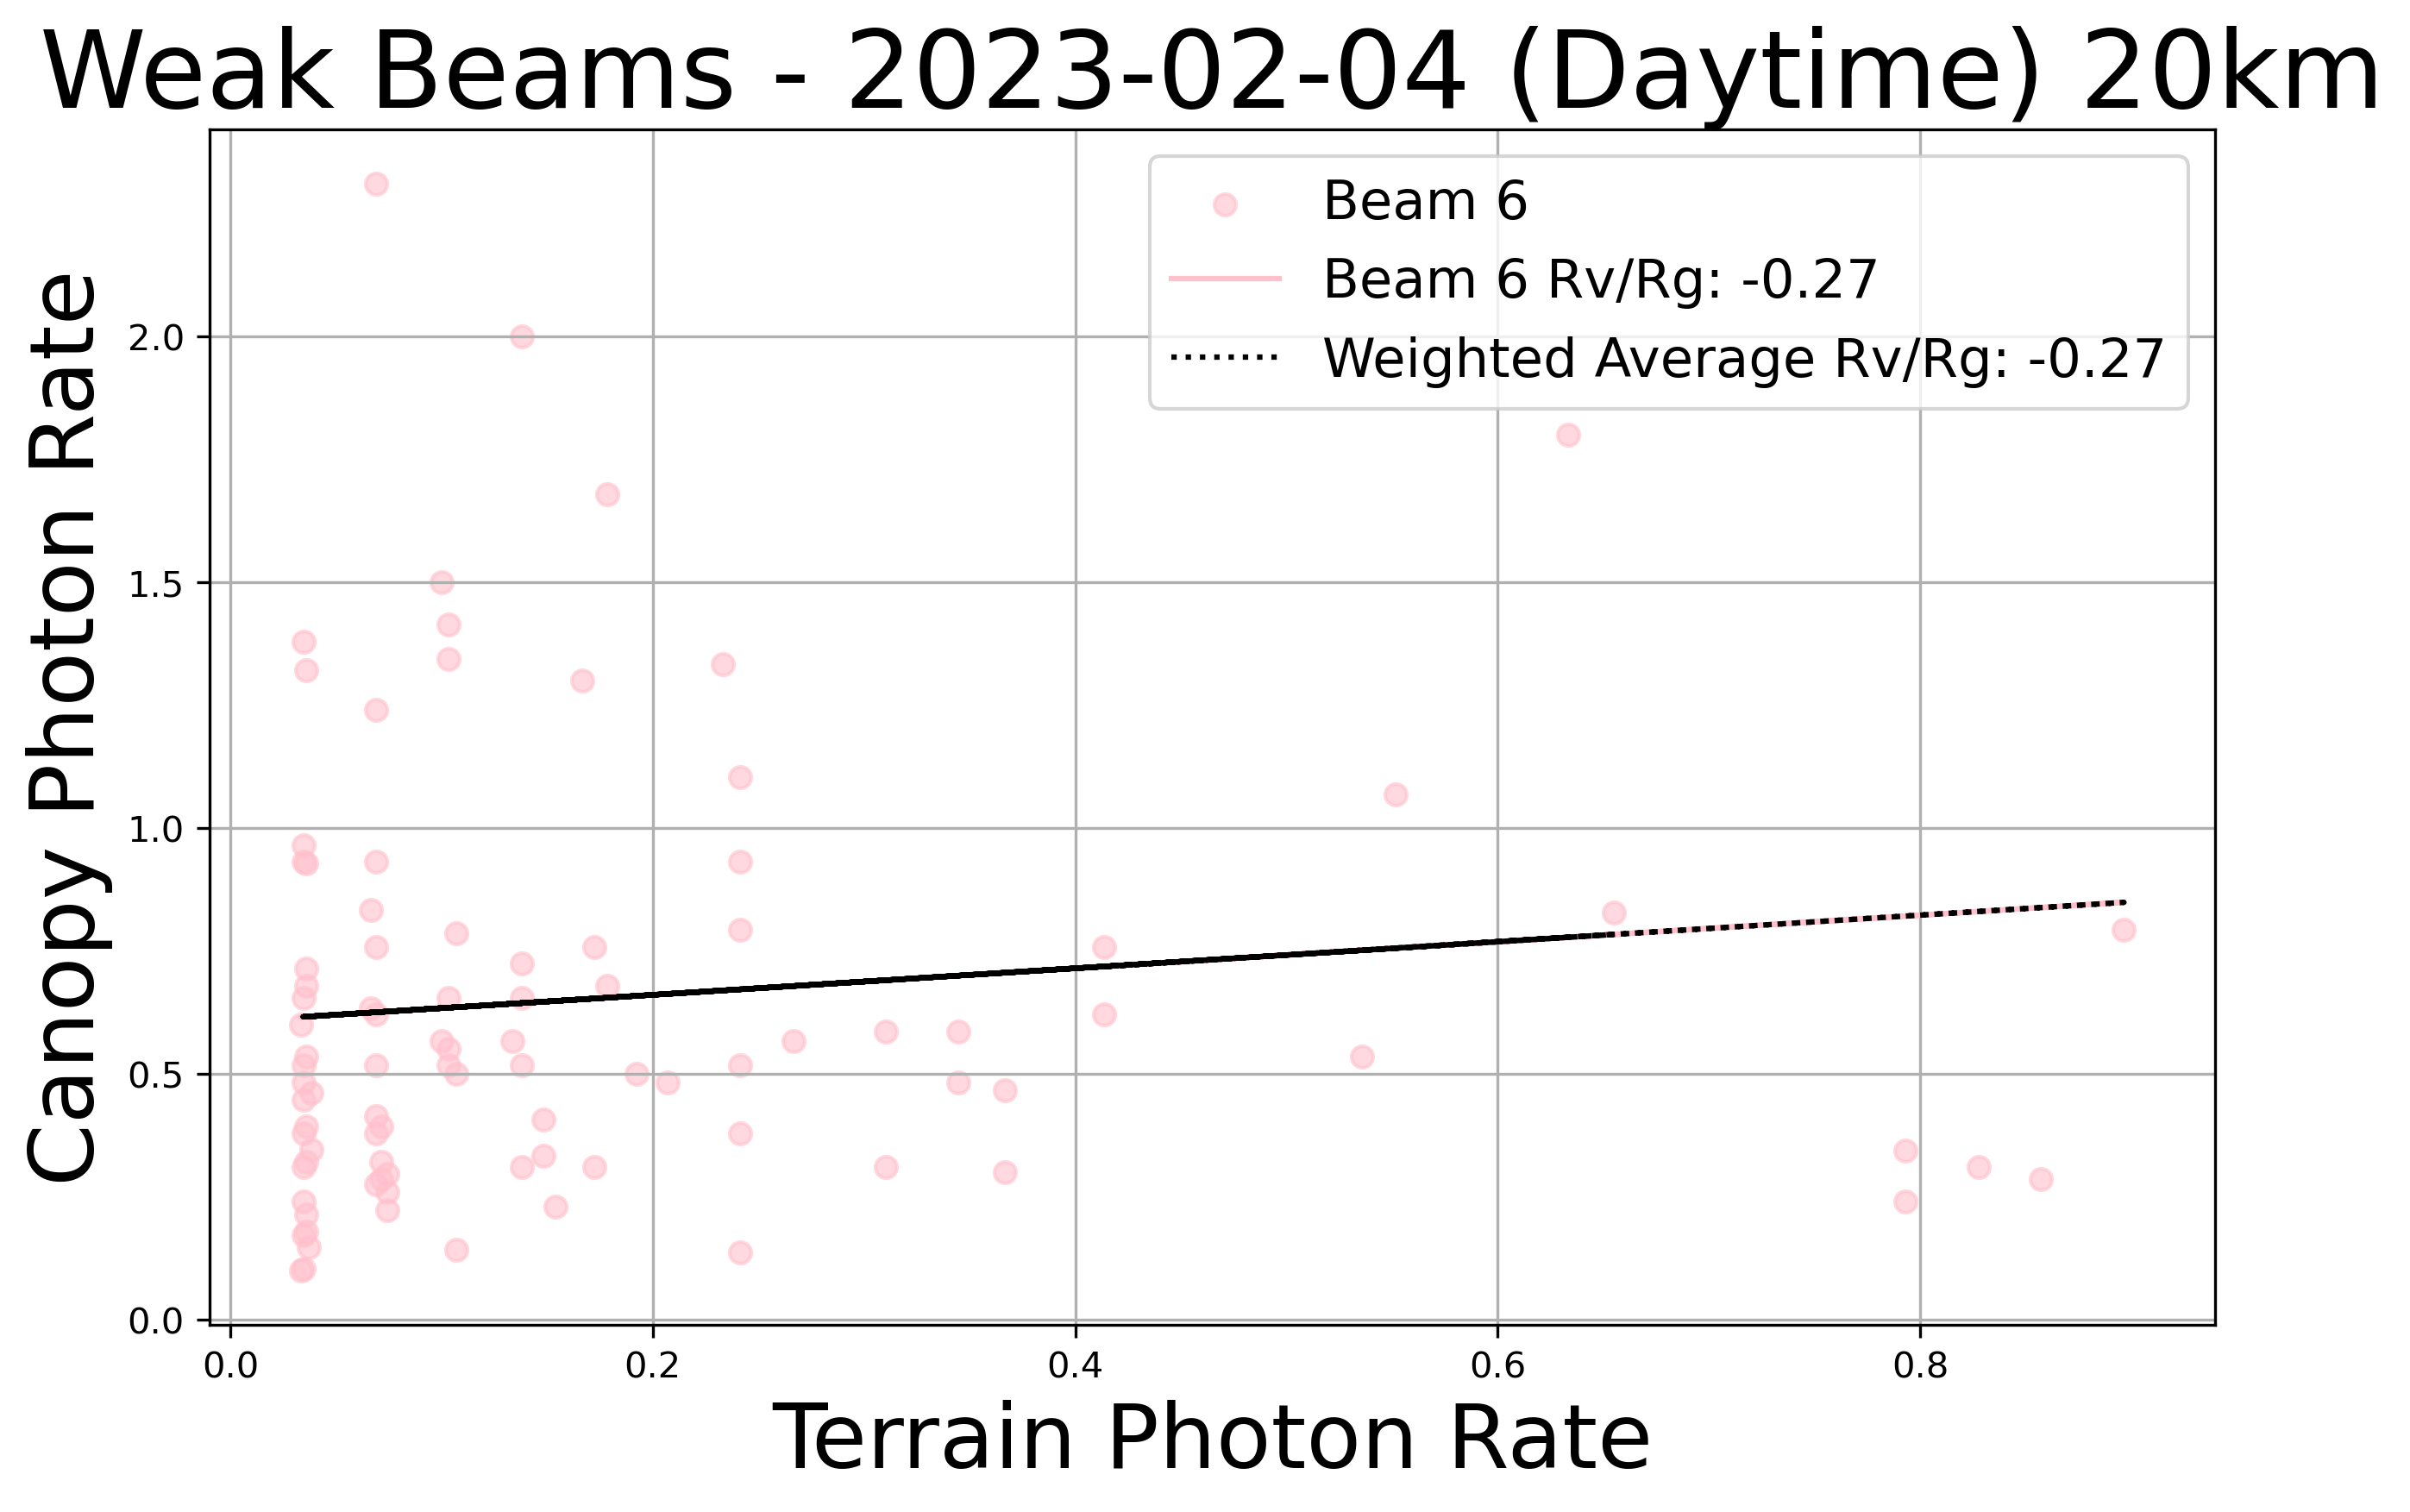 Weak Beams - 2023-02-04 (Daytime) 20km
Beam 6
Beam 6 Rv/Rg: -0.27
Weighted Average Rv/Rg: -0.27
Canopy Photon Rate
2.0
1.5
1.0
0.5
0.0
0.0 0.2 0.4 0.6 0.8
Terrain Photon Rate